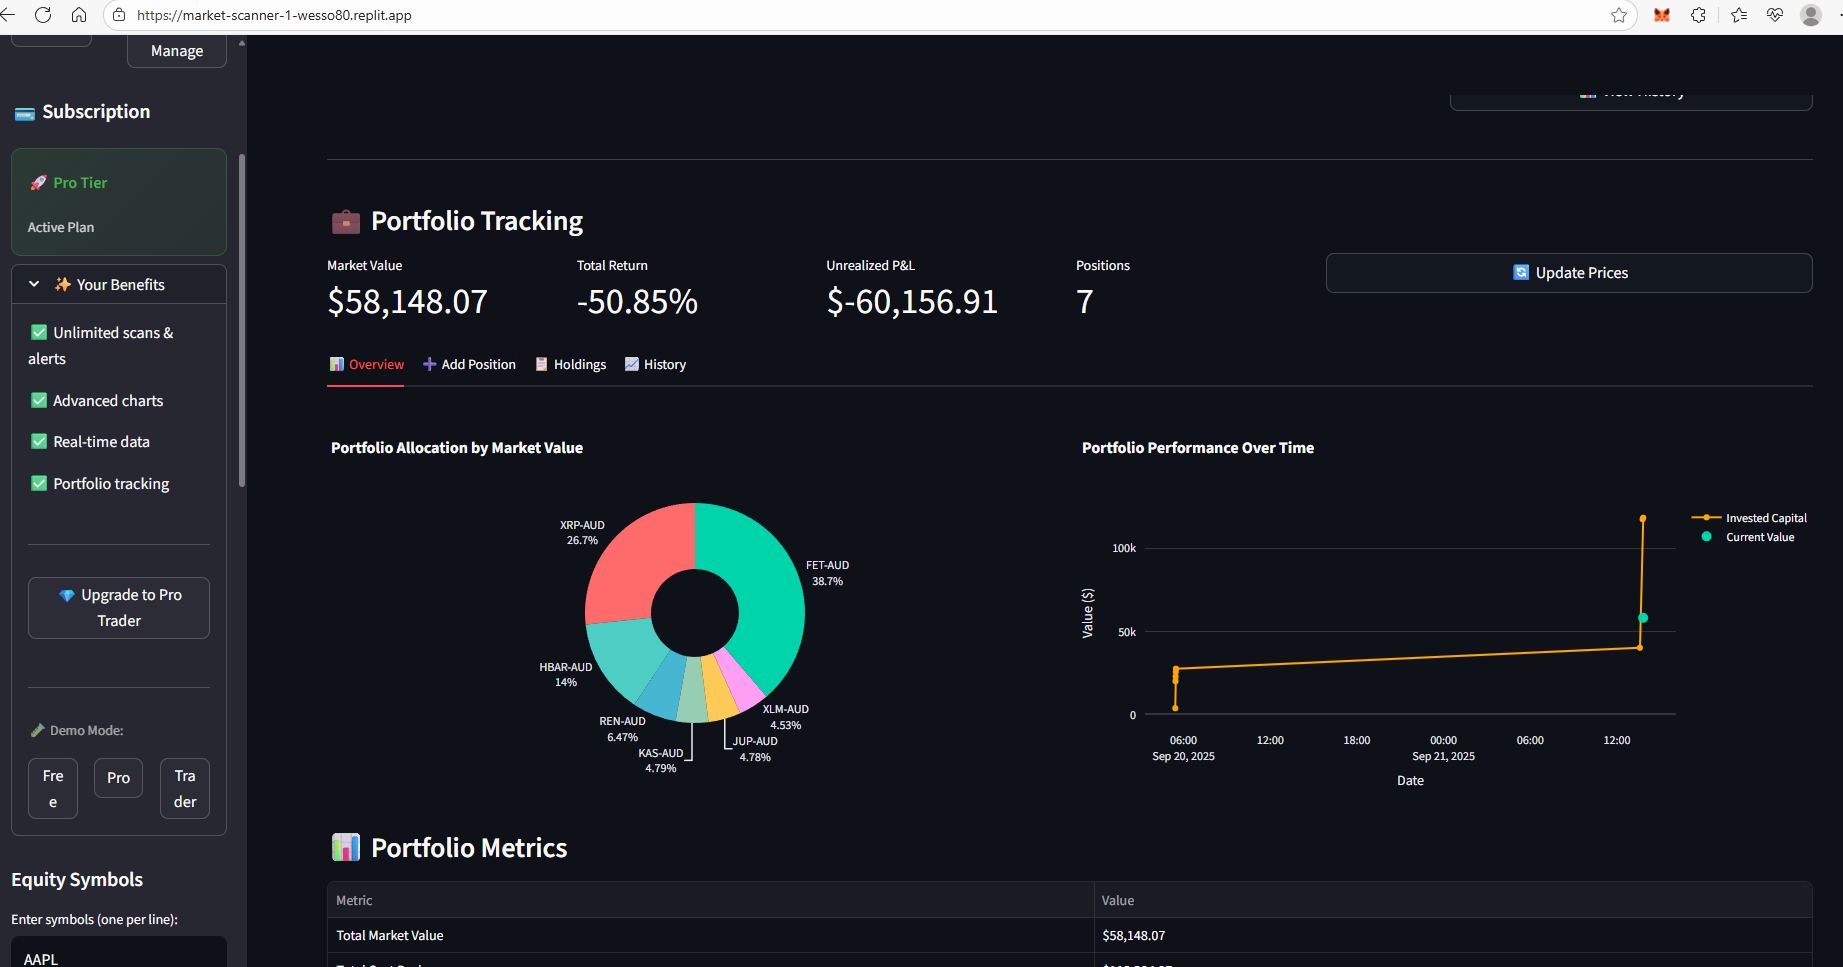 https://market-scanner-1-wesso80.replit.app
Manage
Subscription
Pro Tier
Active Plan
Your Benefits
Unlimited scans &
alerts
Advanced charts
Real-time data
Portfolio tracking
Upgrade to Pro
Trader
Demo Mode:
Fre
e
Pro
Tra
der
Equity Symbols
Enter symbols (one per line):
AAPL
View History
Portfolio Tracking
Market Value
$58,148.07
Total Return
-50.85%
Unrealized P&L
$-60,156.91
Positions
7
Update Prices
Overview
Add Position
Holdings
History
Portfolio Allocation by Market Value
XRP-AUD
26.7%
FET-AUD
38.7%
HBAR-AUD
14%
REN-AUD
6.47%
KAS-AUD
4.79%
JUP-AUD
4.78%
XLM-AUD
4.53%
Portfolio Performance Over Time
Invested Capital
Current Value
Value ($)
100k
50k
0
06:00
Sep 20, 2025
12:00
18:00
00:00
Sep 21, 2025
06:00
12:00
Date
Portfolio Metrics
Metric
Value
Total Market Value
$58,148.07